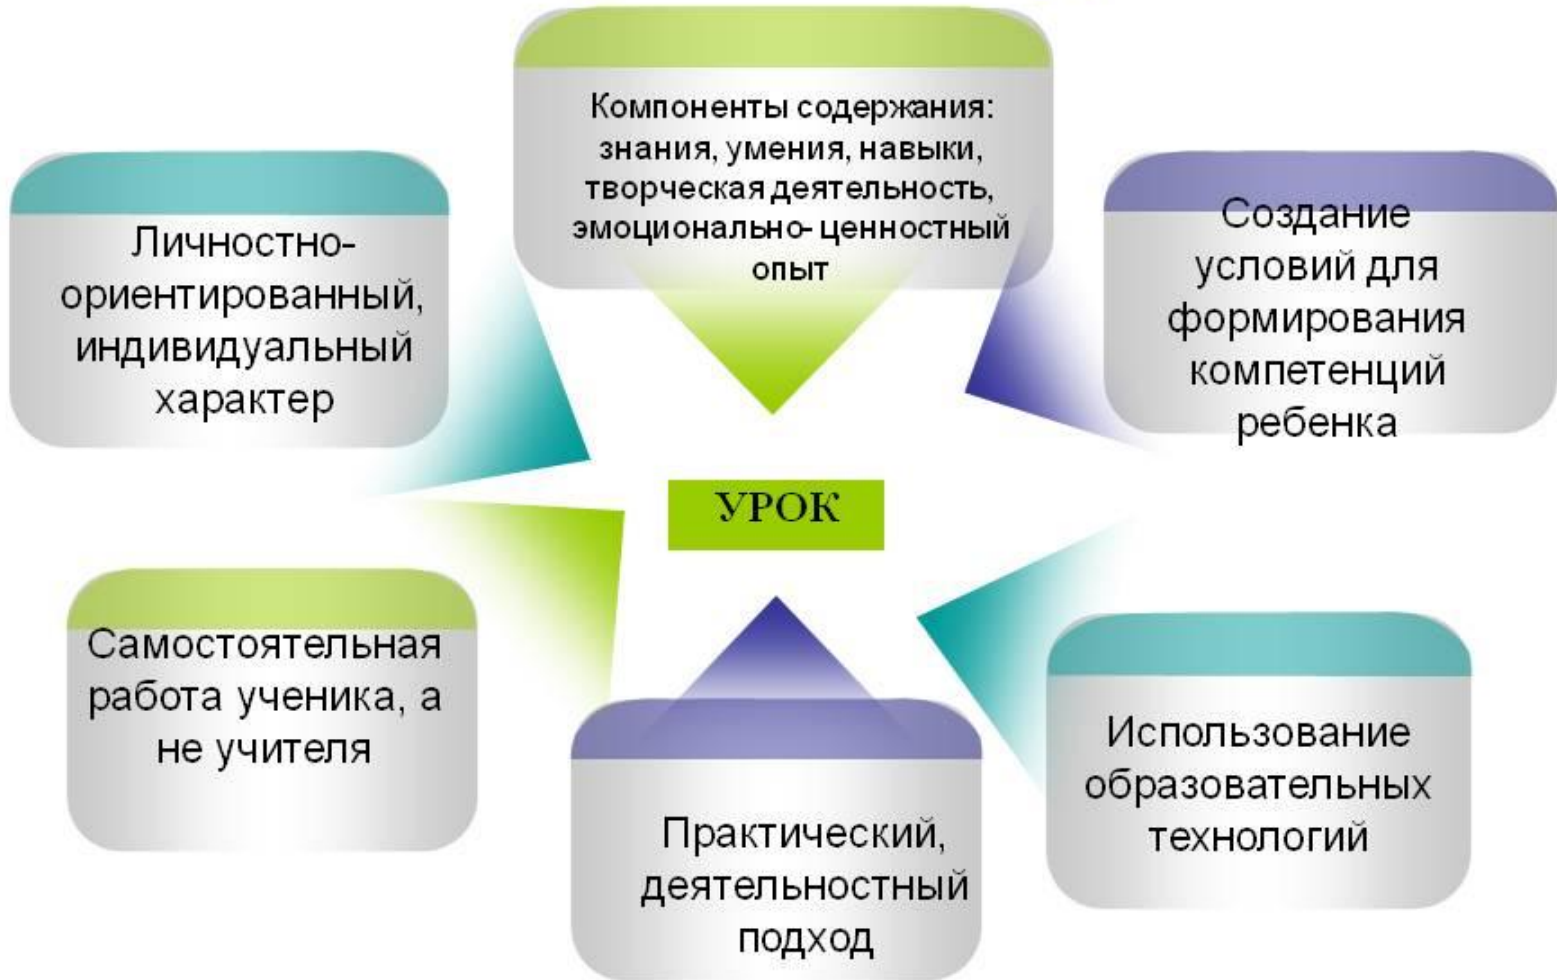 Компоненты содержания:
знания, умения, навыки,
творческая деятельность,
эмоционально- ценностный
опыт
Личностно-
ориентированный,
индивидуальный
характер
Создание
условий для
формирования
компетенций
ребенка
УРОК
Самостоятельная
работа ученика, а
не учителя
Практический,
деятельностный
подход
Использование
образовательных
технологий